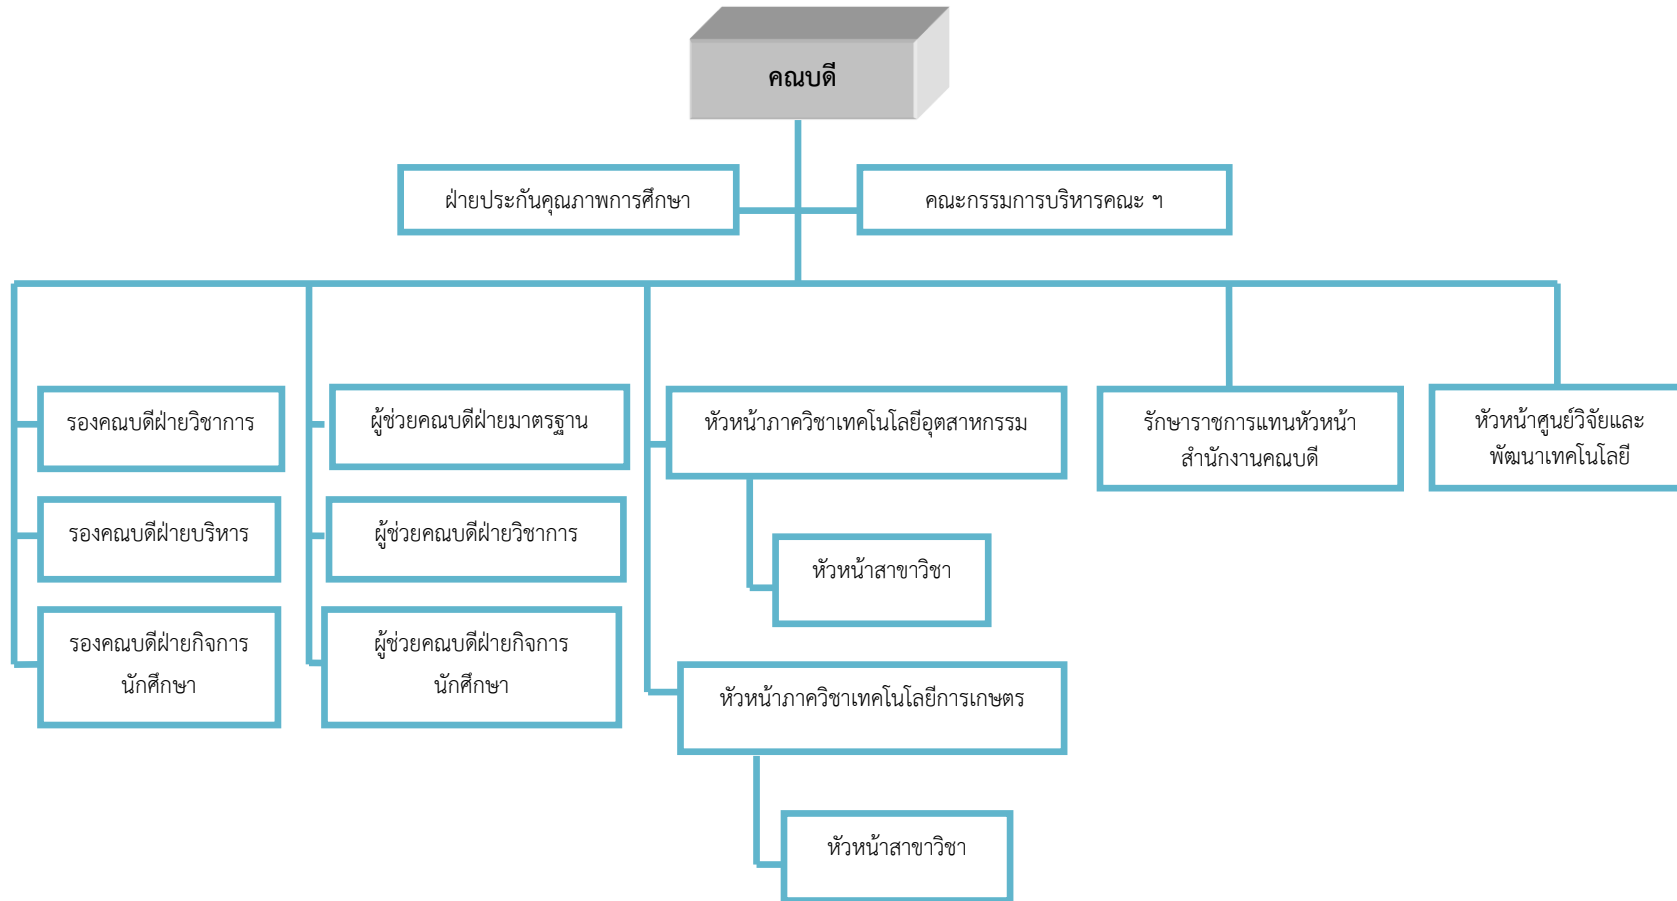 คณบดี
ฝ่ายประกันคุณภาพการศึกษา
คณะกรรมการบริหารคณะ ฯ
รองคณบดีฝ่ายวิชาการ
รองคณบดีฝ่ายบริหาร
รองคณบดีฝ่ายกิจการ
นักศึกษา
ผู้ช่วยคณบดีฝ่ายมาตรฐาน
ผู้ช่วยคณบดีฝ่ายวิชาการ
ผู้ช่วยคณบดีฝ่ายกิจการ
นักศึกษา
หัวหน้าภาควิชาเทคโนโลยีอุตสาหกรรม
หัวหน้าสาขาวิชา
หัวหน้าภาควิชาเทคโนโลยีการเกษตร
หัวหน้าสาขาวิชา
รักษาราชการแทนหัวหน้า
สำนักงานคณบดี
หัวหน้าศูนย์วิจัยและ
พัฒนาเทคโนโลยี